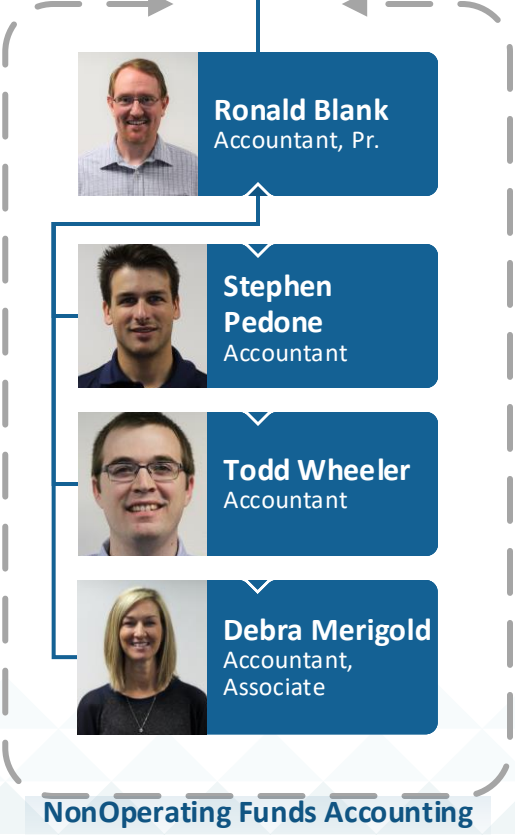 Ronald Blank
Accountant, Pr.
Stephen
Pedone
Accountant
Todd Wheeler
Accountant
Debra Merigold
Accountant,
Associate
NonOperating Funds Accounting